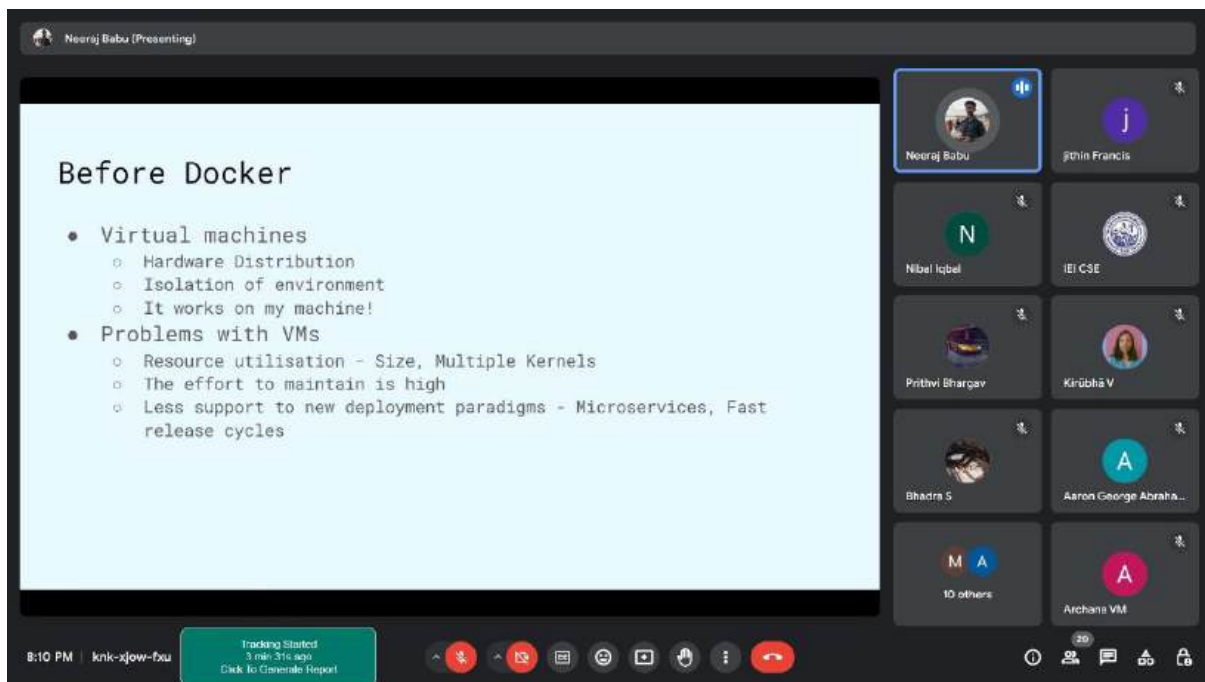 Neeraj Babu (Presenting)
Before Docker
● Virtual machines
○ Hardware Distribution
○ Isolation of environment
○ It works on my machine!
● Problems with VMs
○ Resource utilisation - Size, Multiple Kernels
○ The effort to maintain is high
○ Less support to new deployment paradigms - Microservices, Fast
release cycles
Neeraj Babu
j
jithin Francis
N
Nibal Iqbal
IEI CSE
Prithvi Bhargav
Kirūbhā V
Bhadra S
A
Aaron George Abraha...
M A
10 others
A
Archana VM
8:10 PM | knk-xjow-fxu
Tracking Started
3 min 31s ago
Click To Generate Report
20